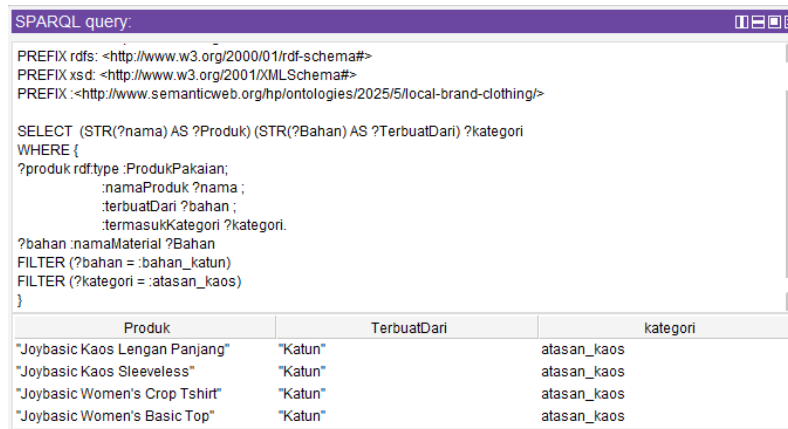 SPARQL query:
PREFIX rdfs: <http://www.w3.org/2000/01/rdf-schema#>
PREFIX xsd: <http://www.w3.org/2001/XMLSchema#>
PREFIX :<http://www.semanticweb.org/hp/ontologies/2025/5/local-brand-clothing/>
SELECT (STR(?nama) AS ?Produk) (STR(?Bahan) AS ?TerbuatDari) ?kategori
WHERE {
?produk rdf:type :ProdukPakaian;
:namaProduk ?nama ;
:terbuatDari ?bahan ;
:termasukKategori ?kategori.
?bahan :namaMaterial ?Bahan
FILTER (?bahan = :bahan_katun)
FILTER (?kategori = :atasan_kaos)
}
Produk TerbuatDari kategori
"Joybasic Kaos Lengan Panjang" "Katun" atasan_kaos
"Joybasic Kaos Sleeveless" "Katun" atasan_kaos
"Joybasic Women's Crop Tshirt" "Katun" atasan_kaos
"Joybasic Women's Basic Top" "Katun" atasan_kaos